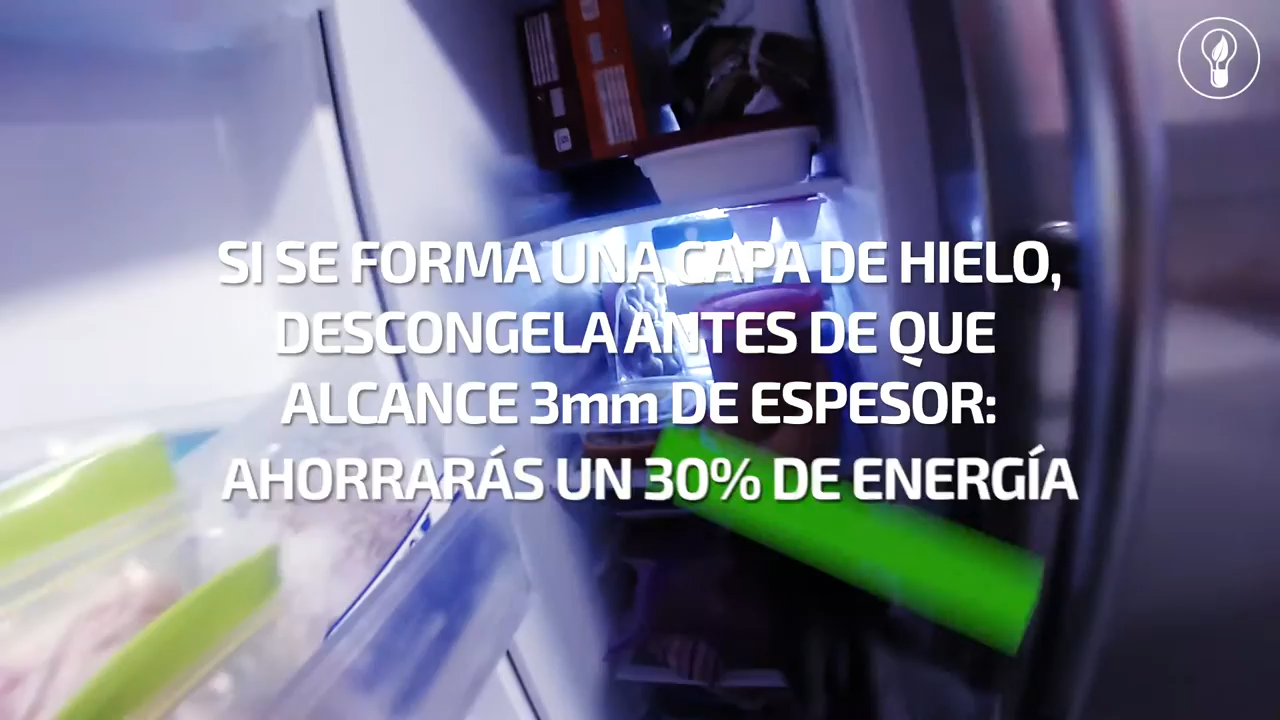 SI SE FORMA UNA CAPA DE HIELO,
DESCONGELA ANTES DE QUE
ALCANCE 3mm DE ESPESOR:
AHORRARÁS UN 30% DE ENERGÍA